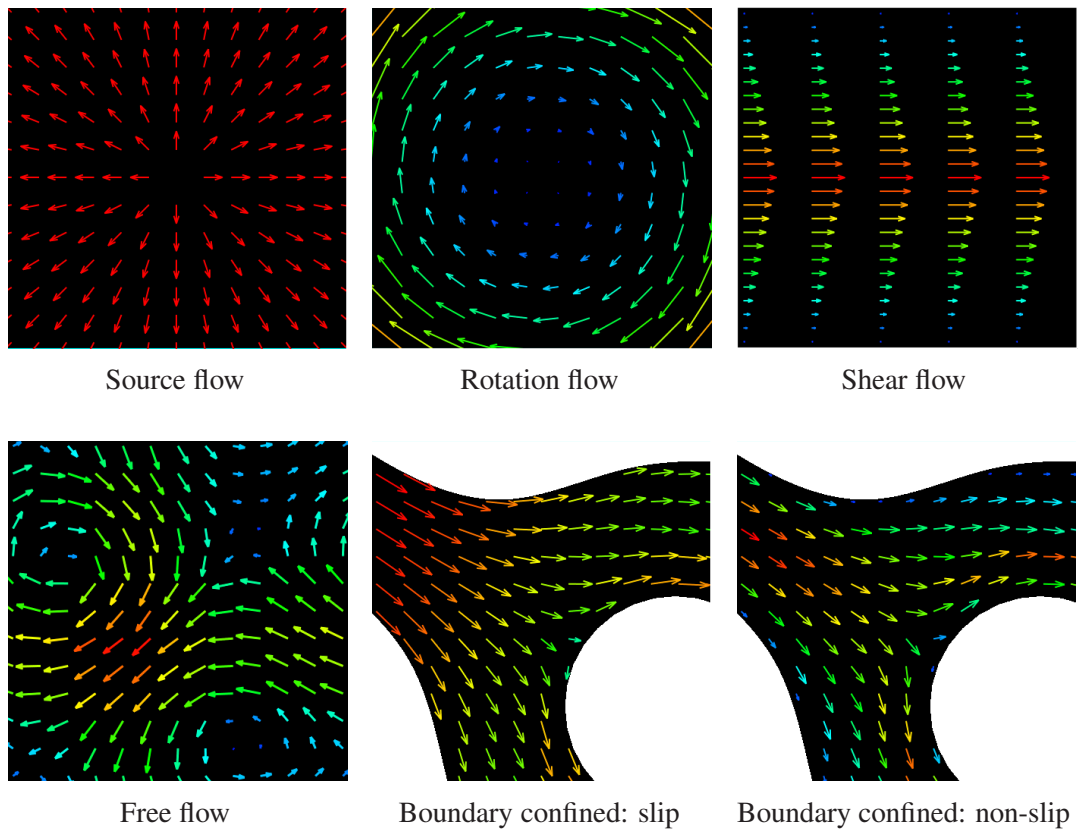 Source flow
Rotation flow
Shear flow
Free flow
Boundary confined: slip
Boundary confined: non-slip